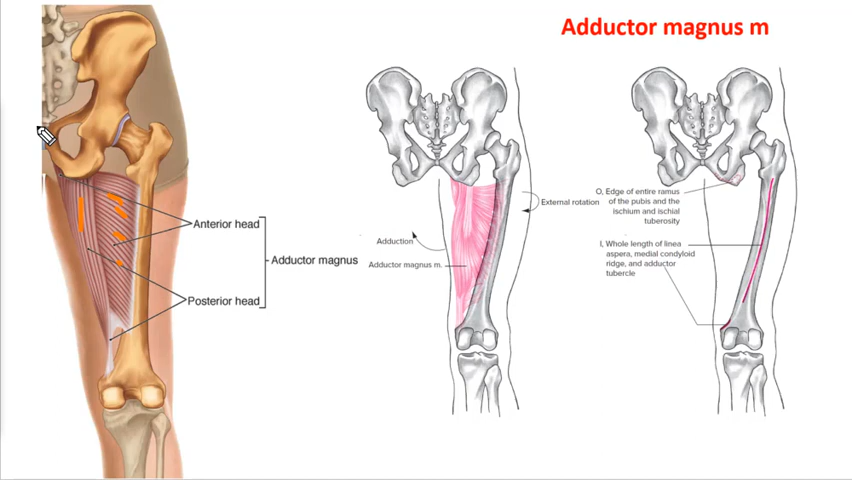 Adductor magnus m
Anterior head
Adductor magnus
Posterior head
External rotation
Adduction
Adductor magnus m.
O, Edge of entire ramus
of the pubis and the
ischium and ischial
tuberosity
I, Whole length of linea
aspera, medial condyloid
ridge, and adductor
tubercle